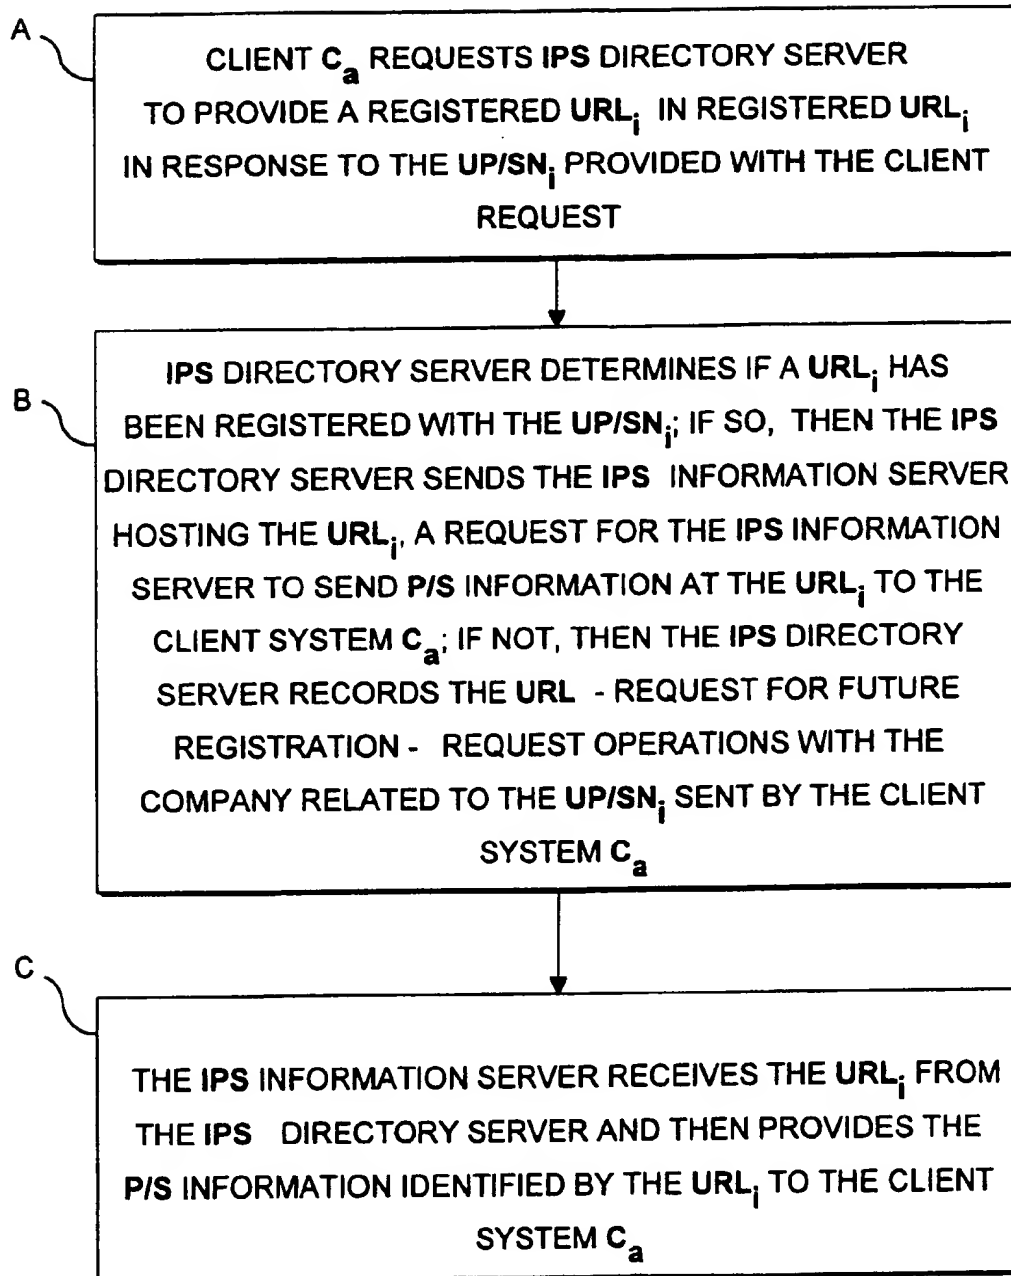 A
CLIENT Ca REQUESTS IPS DIRECTORY SERVER
TO PROVIDE A REGISTERED URLi IN REGISTERED URLi
IN RESPONSE TO THE UP/SNi PROVIDED WITH THE CLIENT
REQUEST
B
IPS DIRECTORY SERVER DETERMINES IF A URLi HAS
BEEN REGISTERED WITH THE UP/SNi; IF SO, THEN THE IPS
DIRECTORY SERVER SENDS THE IPS INFORMATION SERVER
HOSTING THE URLi, A REQUEST FOR THE IPS INFORMATION
SERVER TO SEND P/S INFORMATION AT THE URLi TO THE
CLIENT SYSTEM Ca; IF NOT, THEN THE IPS DIRECTORY
SERVER RECORDS THE URL - REQUEST FOR FUTURE
REGISTRATION - REQUEST OPERATIONS WITH THE
COMPANY RELATED TO THE UP/SNi SENT BY THE CLIENT
SYSTEM Ca
C
THE IPS INFORMATION SERVER RECEIVES THE URLi FROM
THE IPS DIRECTORY SERVER AND THEN PROVIDES THE
P/S INFORMATION IDENTIFIED BY THE URLi TO THE CLIENT
SYSTEM Ca